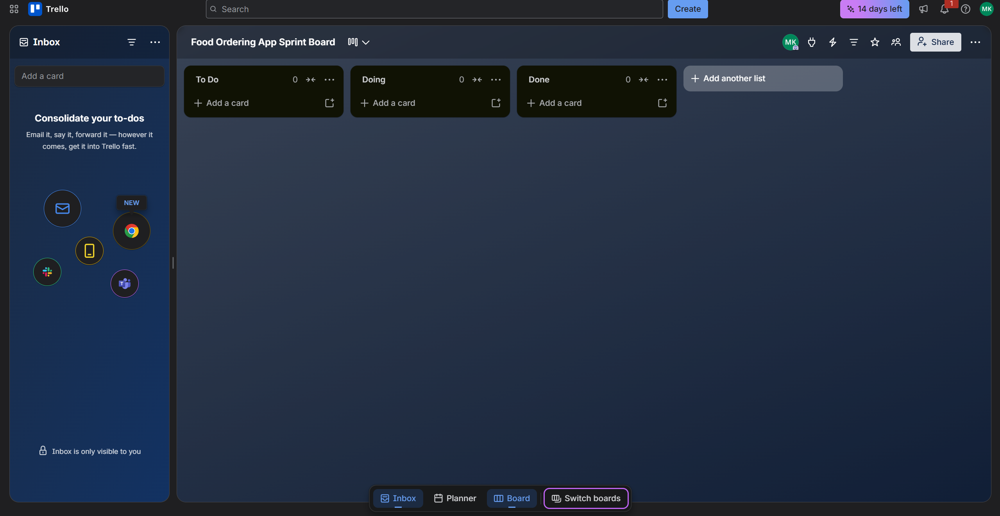 Trello
Search
Create
14 days left
1
MK
Inbox
Add a card
Consolidate your to-dos
Email it, say it, forward it — however it
comes, get it into Trello fast.
NEW
T
Inbox is only visible to you
Food Ordering App Sprint Board
MK
Share
To Do 0
Add a card
Doing 0
Add a card
Done 0
Add a card
Add another list
Inbox
Planner
Board
Switch boards